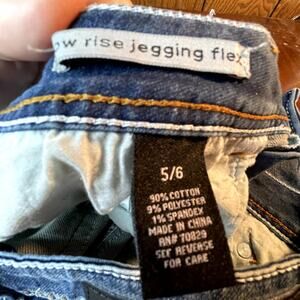 ow rise jegging flex
5/6
90% COTTON
9% POLYESTER
1% SPANDEX
MADE IN CHINA
RN# 70829
SEE REVERSE
FOR CARE